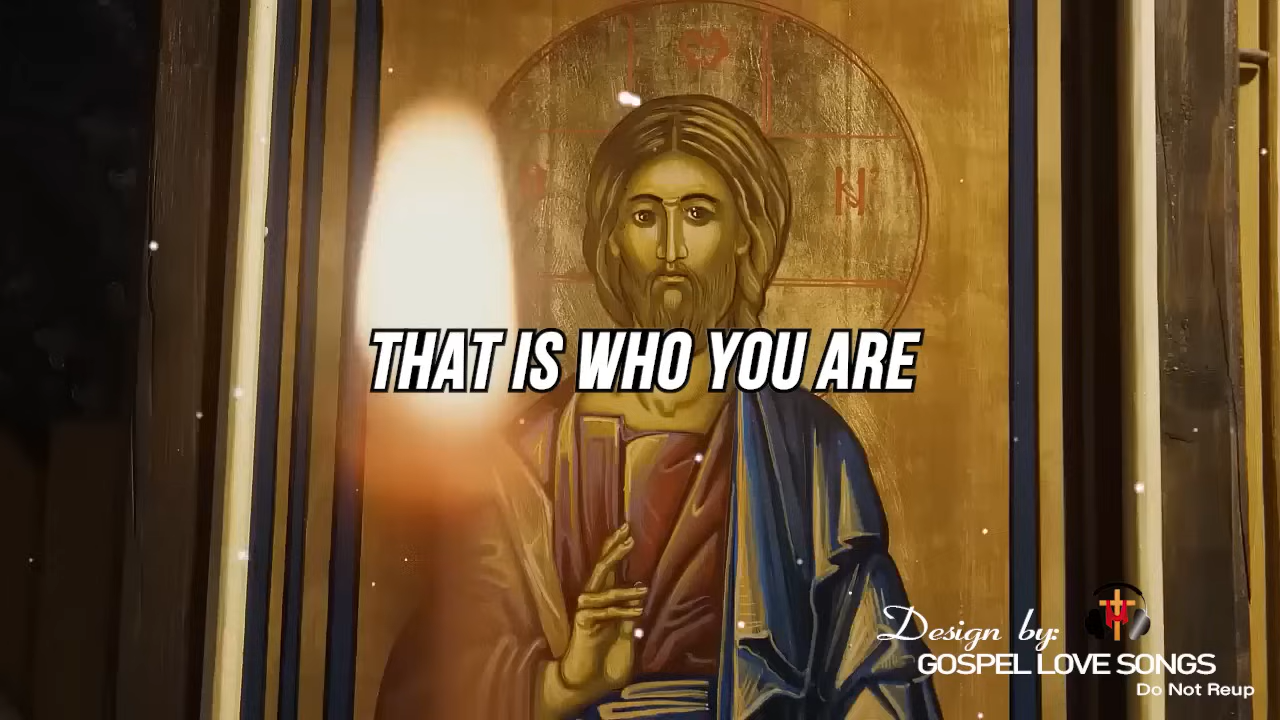 THAT IS WHO YOU ARE
Design by:
GOSPEL LOVE SONGS
Do Not Reup